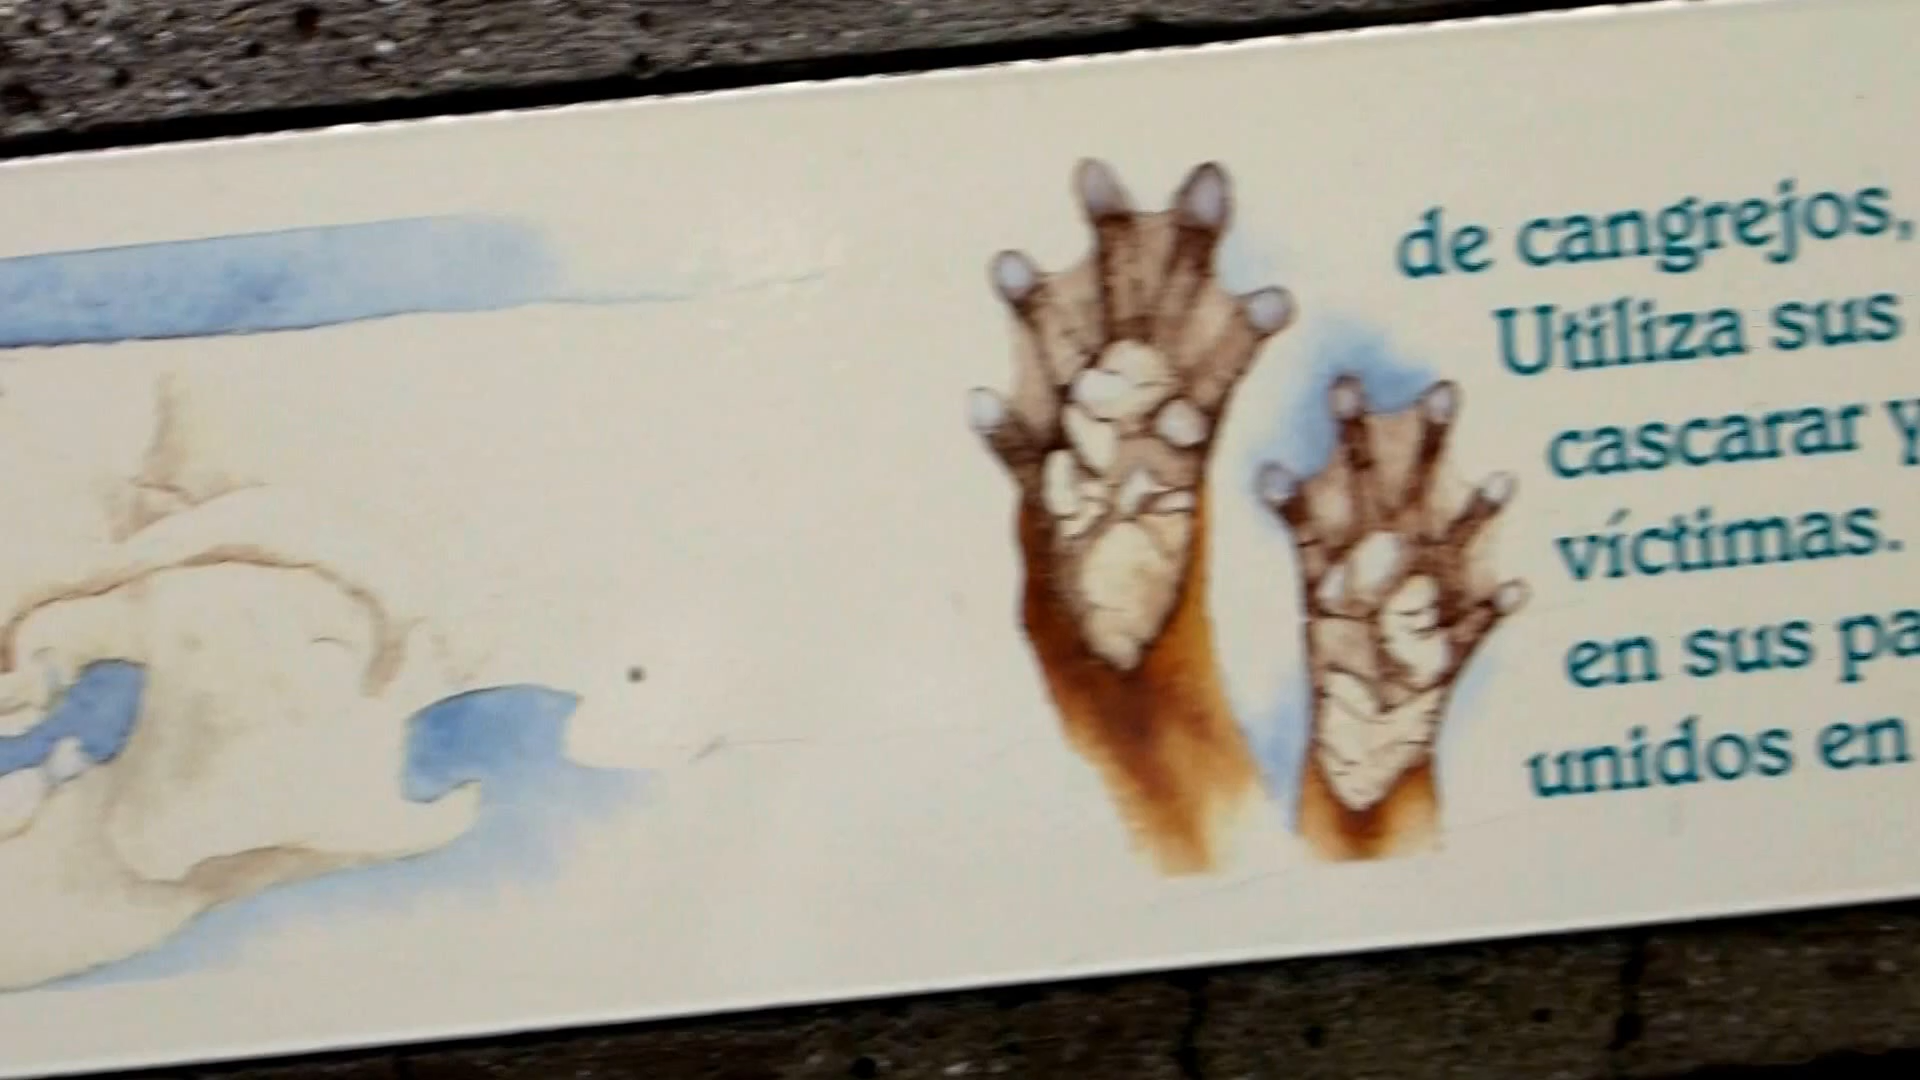 de cangrejos,
Utiliza sus
cascarar y
víctimas.
en sus pa
unidos en